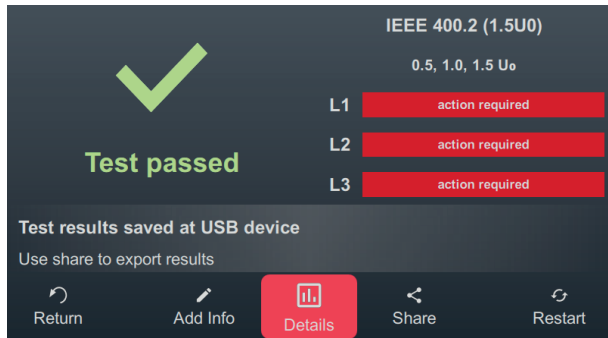 IEEE 400.2 (1.5U0)
0.5, 1.0, 1.5 U₀
Test passed
L1 action required
L2 action required
L3 action required
Test results saved at USB device
Use share to export results
Return Add Info Details Share Restart